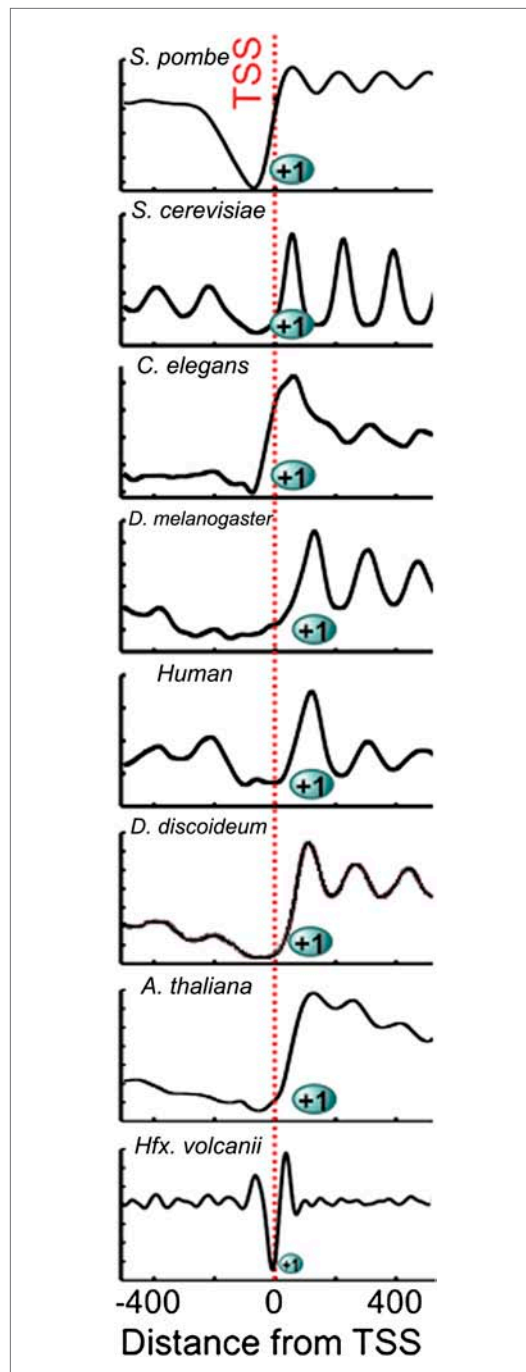 TSS
S. pombe
+1
S. cerevisiae
+1
C. elegans
+1
D. melanogaster
+1
Human
+1
D. discoideum
+1
A. thaliana
+1
Hfx. volcanii
+1
-400 0 400
Distance from TSS